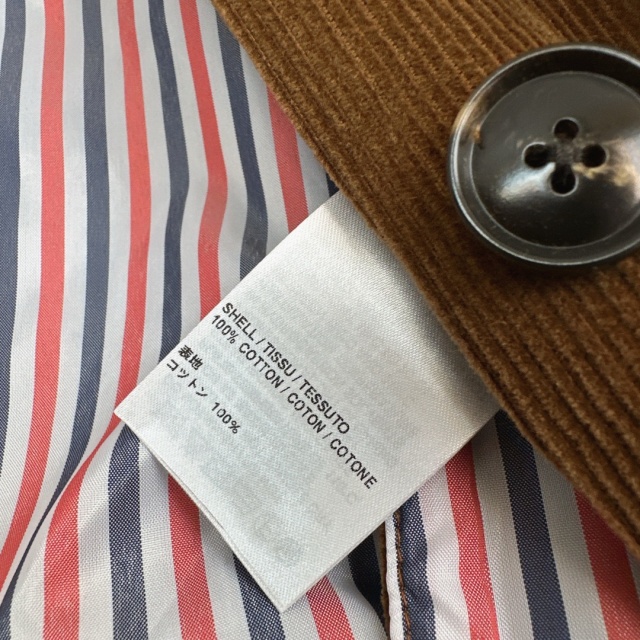 SHELL / TISSU / TESSUTO
100% COTTON / COTON / COTONE
表地
コットン 100%